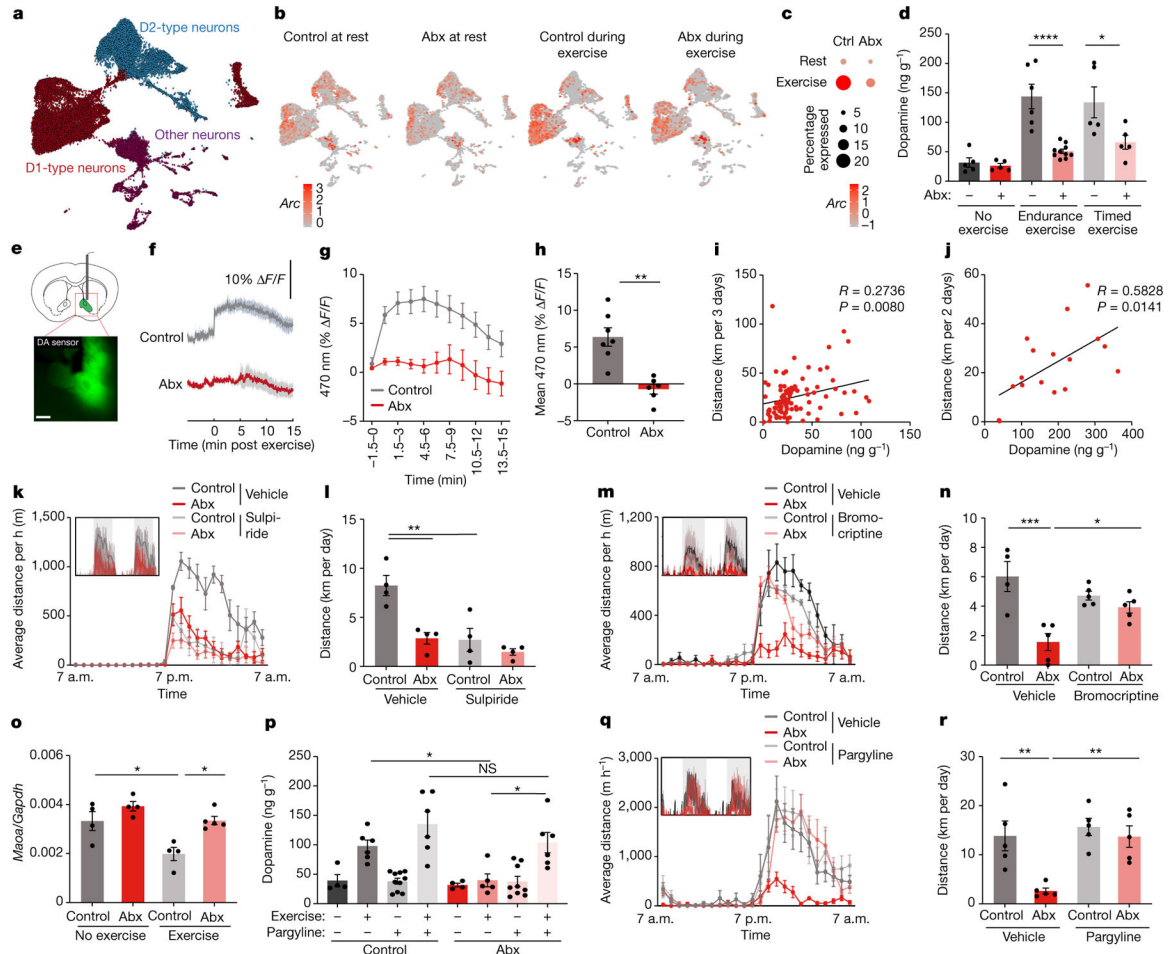 a
D2-type neurons
Other neurons
D1-type neurons
b
Control at rest
Abx at rest
Control during
exercise
Abx during
exercise
Arc
3
2
1
0
c
Ctrl Abx
Rest
Exercise
Percentage
expressed
5
10
15
20
Arc
2
1
0
−1
d
Dopamine (ng g−1)
250
200
150
100
50
0
****
*
Abx: − + − + − +
No
exercise
Endurance
exercise
Timed
exercise
e
DA sensor
f
10% ΔF/F
Control
Abx
0 5 10 15
Time (min post exercise)
g
470 nm (% ΔF/F)
10
5
0
−5
Control
Abx
−1.5–0
1.5–3
4.5–6
7.5–9
10.5–12
13.5–15
Time (min)
h
Mean 470 nm (% ΔF/F)
15
10
5
0
−5
**
Control Abx
i
Distance (km per 3 days)
150
100
50
0
R = 0.2736
P = 0.0080
0 25 50 75 100 125
Dopamine (ng g−1)
j
Distance (km per 2 days)
60
40
20
0
R = 0.5828
P = 0.0141
0 100 200 300 400
Dopamine (ng g−1)
k
Control
Abx
Vehicle
Control
Abx
Sulpi-
ride
Average distance per h (m)
1,500
1,000
500
0
7 a.m. 7 p.m. 7 a.m.
Time
l
Distance (km per day)
15
10
5
0
**
Control Abx Control Abx
Vehicle Sulpiride
m
Control
Abx
Vehicle
Control
Abx
Bromo-
criptine
Average distance per h (m)
1,200
1,000
800
600
400
200
0
7 a.m. 7 p.m. 7 a.m.
Time
n
Distance (km per day)
10
8
6
4
2
0
***
*
Control Abx Control Abx
Vehicle Bromocriptine
o
Maoa/Gapdh
0.006
0.004
0.002
0
*
*
Control Abx Control Abx
No exercise Exercise
p
Dopamine (ng g−1)
250
200
150
100
50
0
*
NS
*
Exercise: − + − + − + − +
Pargyline: − − + + − − + +
Control Abx
q
Control
Abx
Vehicle
Control
Abx
Pargyline
Average distance (m h−1)
3,000
2,000
1,000
0
7 a.m. 7 p.m. 7 a.m.
Time
r
Distance (km per day)
30
20
10
0
**
**
Control Abx Control Abx
Vehicle Pargyline